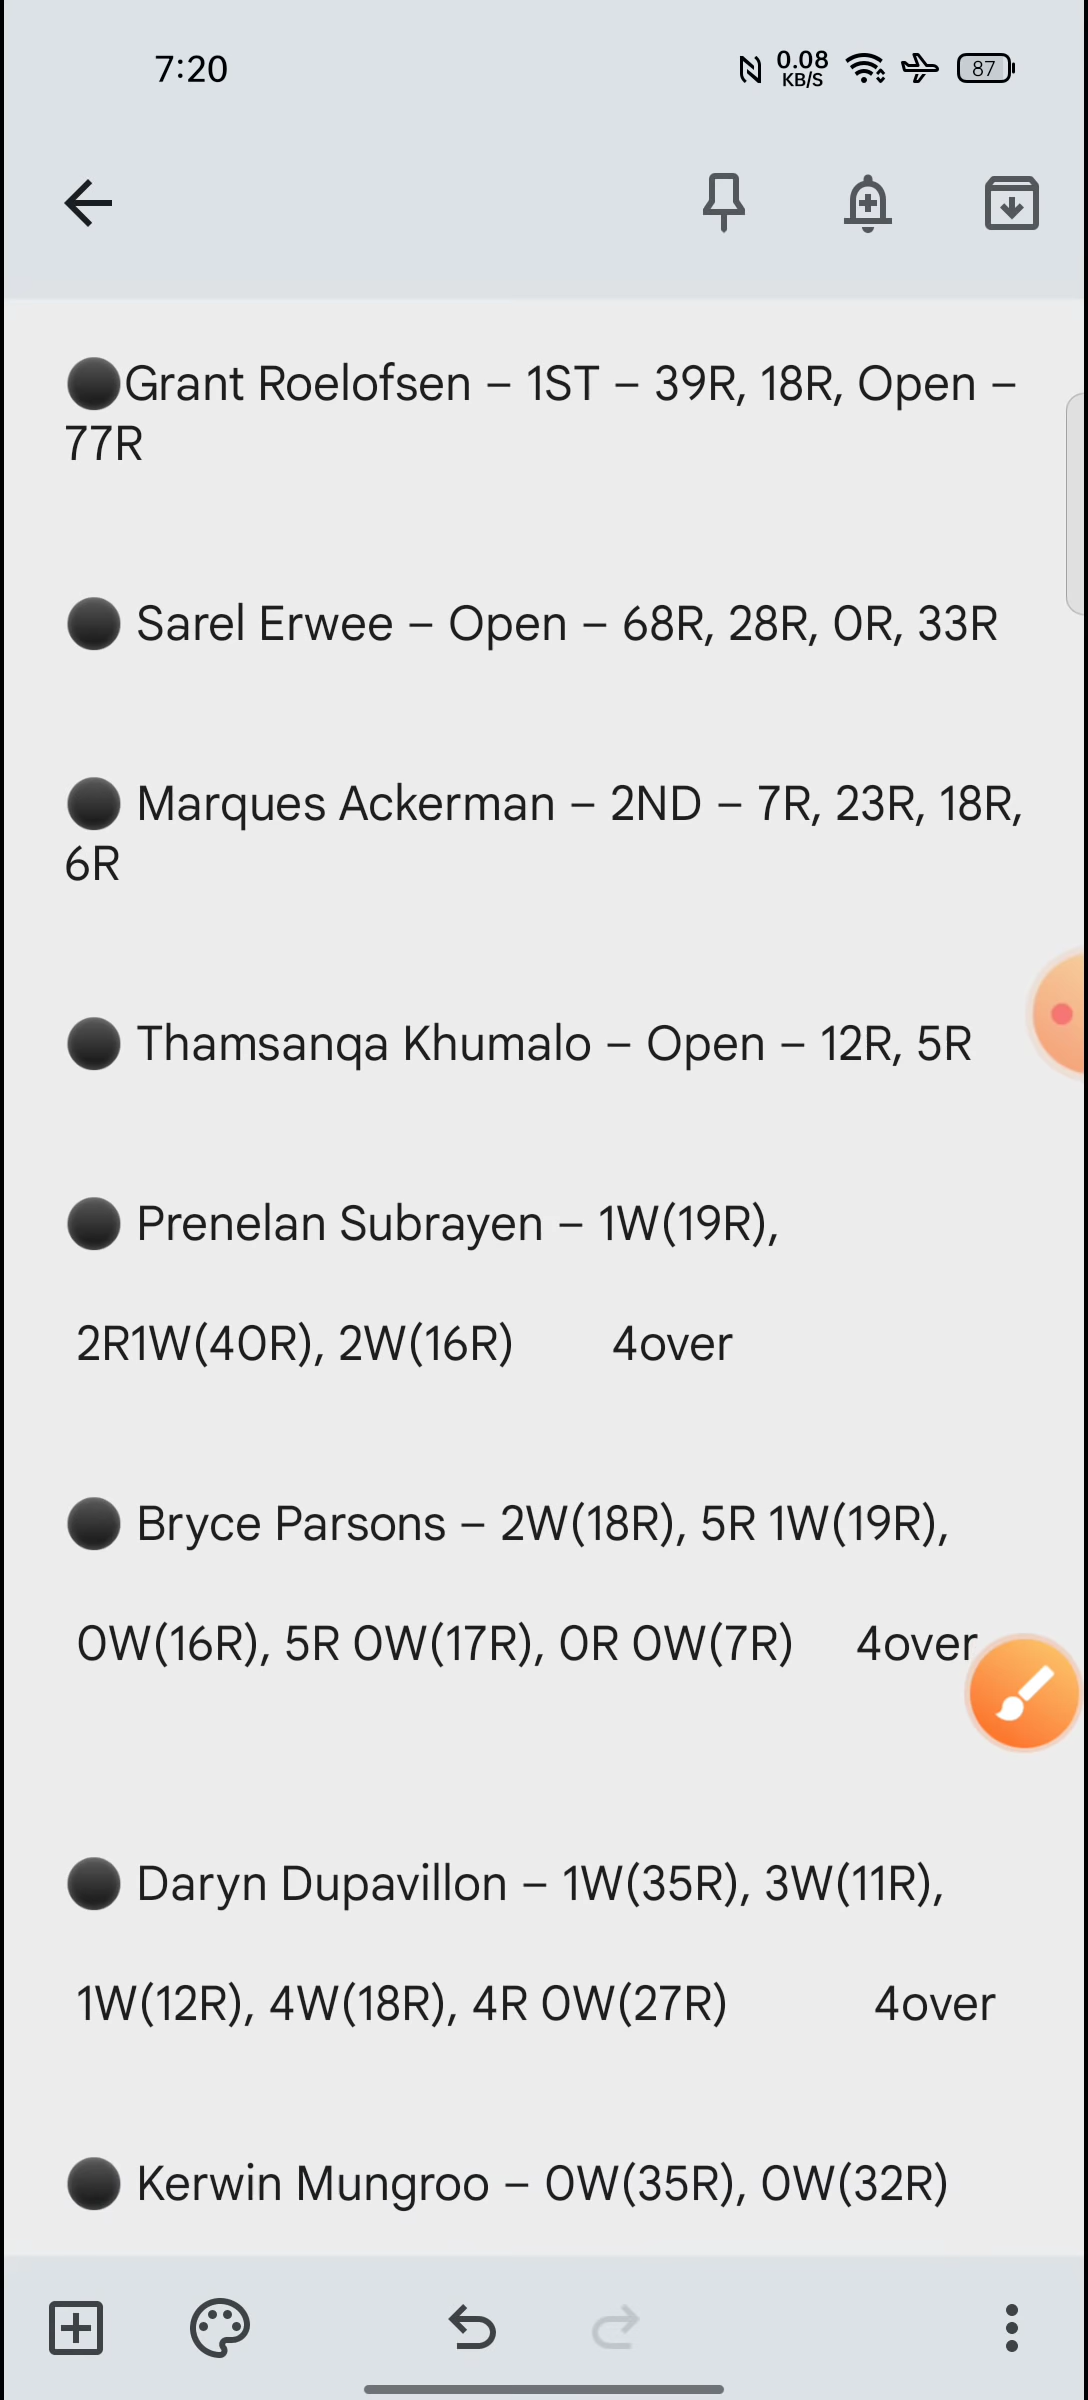 7:20
0.08
KB/S
87
Grant Roelofsen – 1ST – 39R, 18R, Open –
77R
Sarel Erwee – Open – 68R, 28R, 0R, 33R
Marques Ackerman – 2ND – 7R, 23R, 18R,
6R
Thamsanqa Khumalo – Open – 12R, 5R
Prenelan Subrayen – 1W(19R),
2R1W(40R), 2W(16R) 4over
Bryce Parsons – 2W(18R), 5R 1W(19R),
0W(16R), 5R 0W(17R), 0R 0W(7R) 4over
Daryn Dupavillon – 1W(35R), 3W(11R),
1W(12R), 4W(18R), 4R 0W(27R) 4over
Kerwin Mungroo – 0W(35R), 0W(32R)